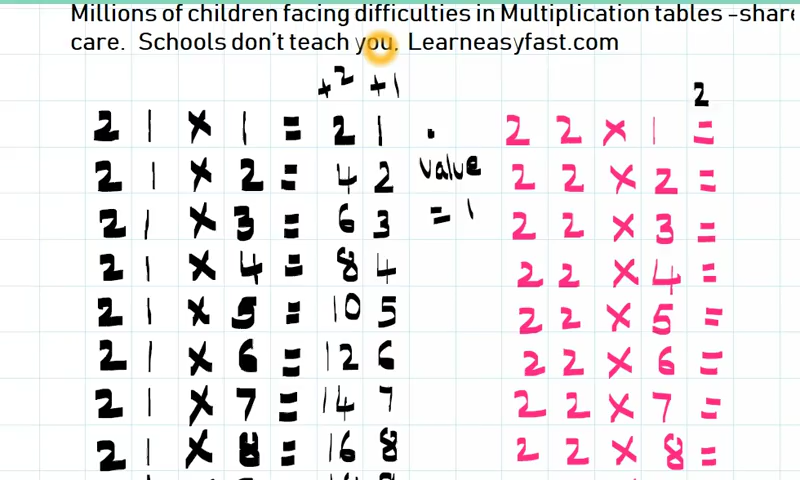 Millions of children facing difficulties in Multiplication tables –share
care. Schools don't teach you. Learneasyfast.com
+2 +1 2
21 × 1 = 21 . 22 × 1 =
21 × 2 = 42 value 22 × 2 =
21 × 3 = 63 = 1 22 × 3 =
21 × 4 = 84 22 × 4 =
21 × 5 = 105 22 × 5 =
21 × 6 = 126 22 × 6 =
21 × 7 = 147 22 × 7 =
21 × 8 = 168 22 × 8 =